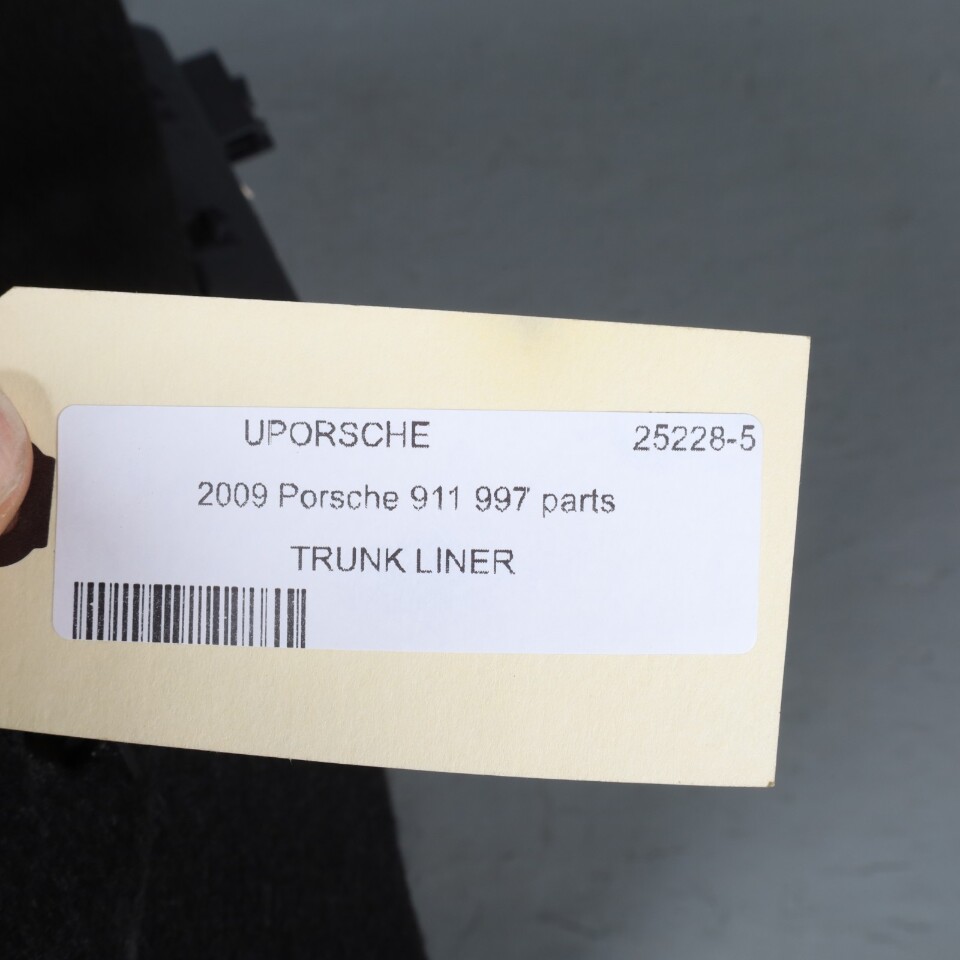 UPORSCHE 25228-5
2009 Porsche 911 997 parts
TRUNK LINER